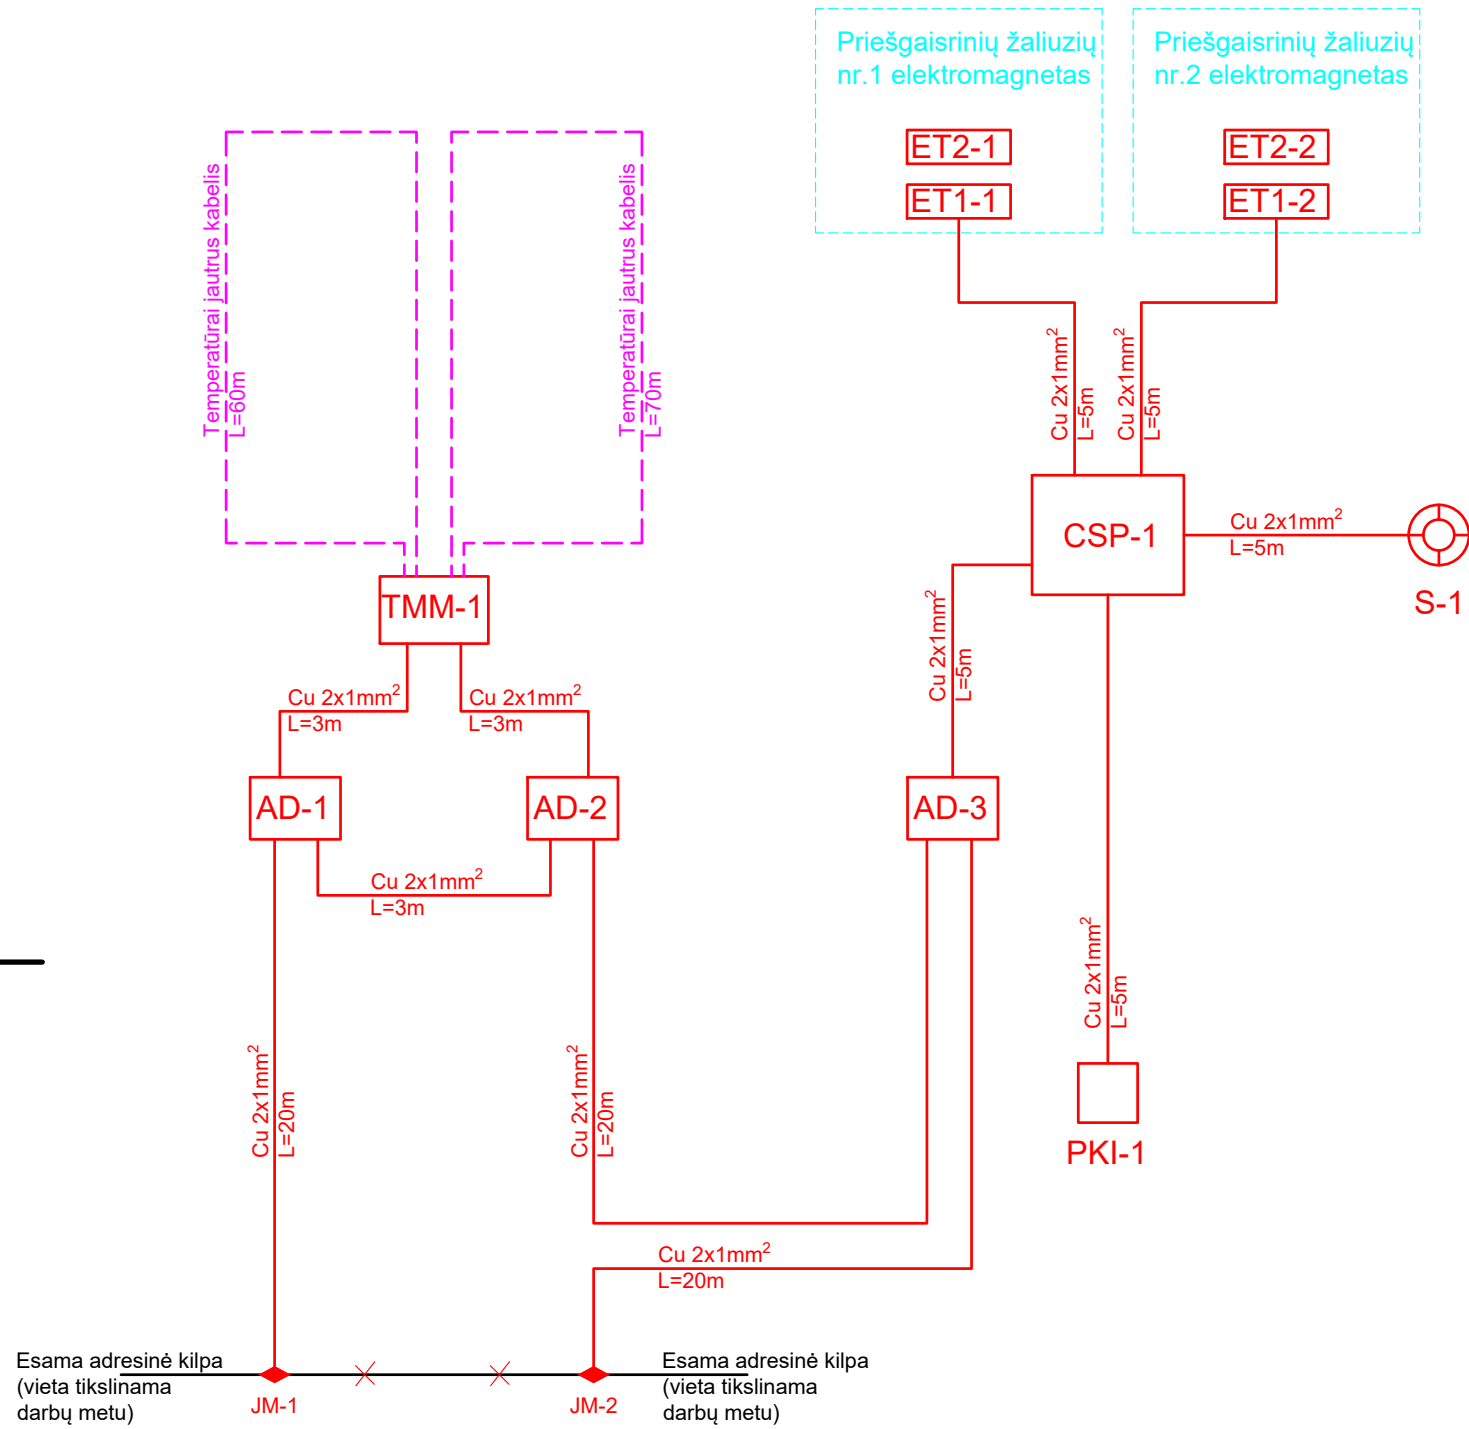 Priešgaisrinių žaliuzių
nr.1 elektromagnetas
Priešgaisrinių žaliuzių
nr.2 elektromagnetas
ET2-1
ET1-1
ET2-2
ET1-2
Temperatūrai jautrus kabelis
L=60m
Temperatūrai jautrus kabelis
L=70m
Cu 2x1mm²
L=5m
Cu 2x1mm²
L=5m
CSP-1
Cu 2x1mm²
L=5m
S-1
TMM-1
Cu 2x1mm²
L=5m
Cu 2x1mm²
L=3m
Cu 2x1mm²
L=3m
AD-1
AD-2
AD-3
Cu 2x1mm²
L=3m
Cu 2x1mm²
L=5m
PKI-1
Cu 2x1mm²
L=20m
Cu 2x1mm²
L=20m
Cu 2x1mm²
L=20m
Esama adresinė kilpa
(vieta tikslinama
darbų metu)
JM-1
JM-2
Esama adresinė kilpa
(vieta tikslinama
darbų metu)